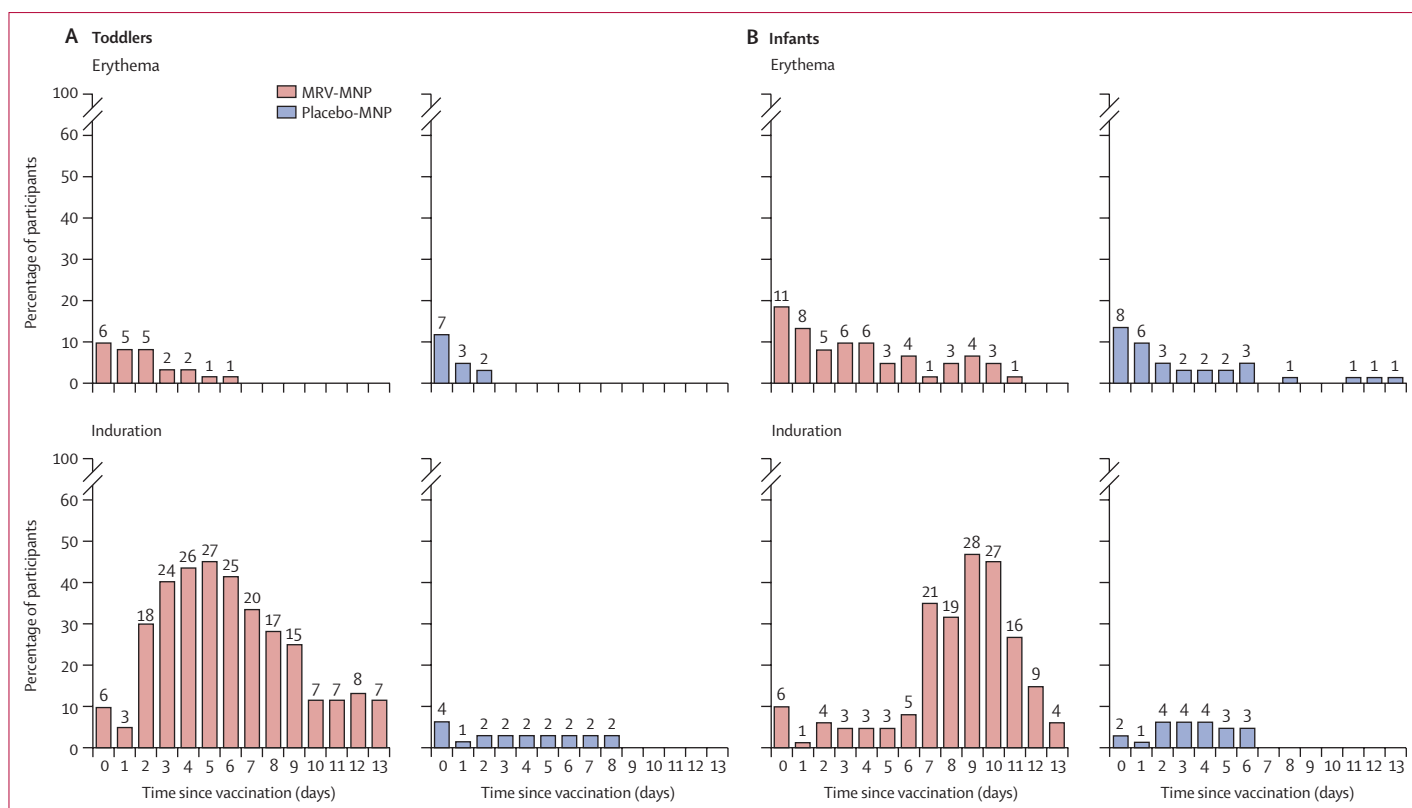 A Toddlers
Erythema
MRV-MNP
Placebo-MNP
Percentage of participants
100
60
50
40
30
20
10
0
6 5 5 2 2 1 1
7 3 2
B Infants
Erythema
11 8 5 6 6 3 4 1 3 4 3 1
8 6 3 2 2 2 3 1 1 1 1
Induration
Percentage of participants
100
60
50
40
30
20
10
0
6 3 18 24 26 27 25 20 17 15 7 7 8 7
0 1 2 3 4 5 6 7 8 9 10 11 12 13
Time since vaccination (days)
4 1 2 2 2 2 2 2 2
0 1 2 3 4 5 6 7 8 9 10 11 12 13
Time since vaccination (days)
Induration
6 1 4 3 3 3 5 21 19 28 27 16 9 4
0 1 2 3 4 5 6 7 8 9 10 11 12 13
Time since vaccination (days)
2 1 4 4 4 3 3
0 1 2 3 4 5 6 7 8 9 10 11 12 13
Time since vaccination (days)